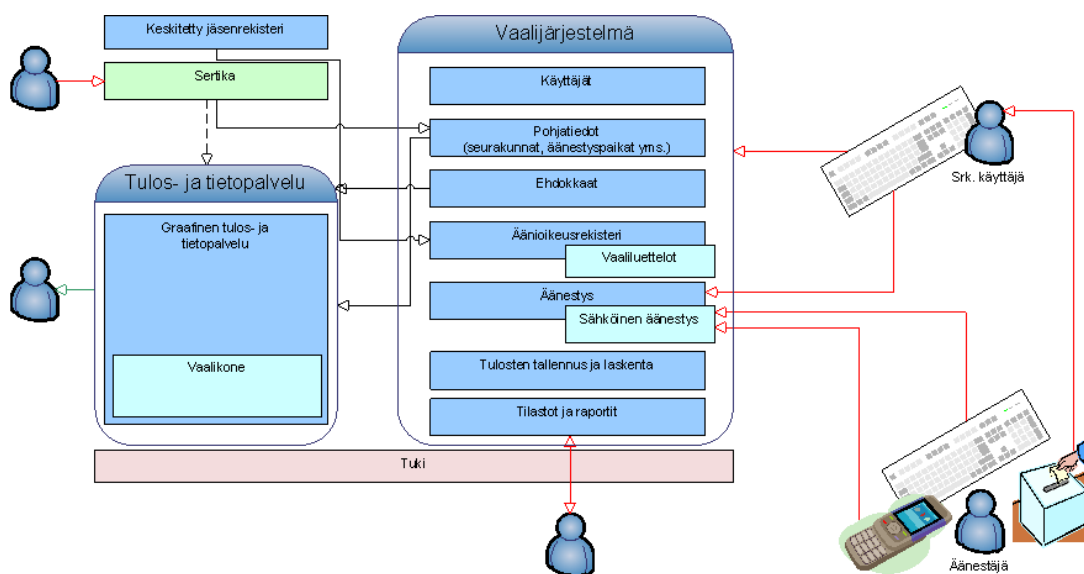 Keskitetty jäsenrekisteri
Sertika
Tulos- ja tietopalvelu
Graafinen tulos- ja
tietopalvelu
Vaalikone
Vaalijärjestelmä
Käyttäjät
Pohjatiedot
(seurakunnat, äänestyspaikat yms.)
Ehdokkaat
Äänioikeusrekisteri
Vaaliluettelot
Äänestys
Sähköinen äänestys
Tulosten tallennus ja laskenta
Tilastot ja raportit
Tuki
Srk. käyttäjä
Äänestäjä